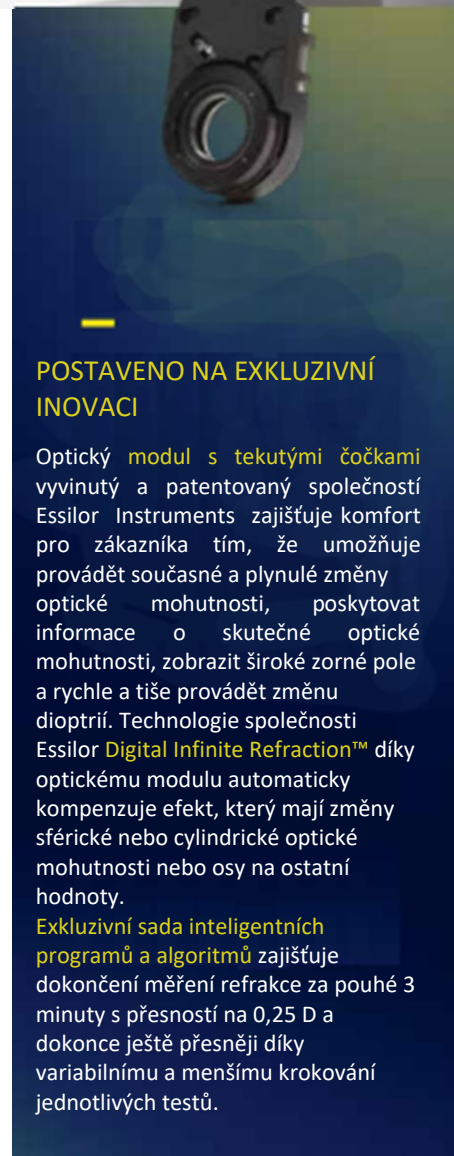 POSTAVENO NA EXKLUZIVNÍ
INOVACI
Optický modul s tekutými čočkami
vyvinutý a patentovaný společností
Essilor Instruments zajišťuje komfort
pro zákazníka tím, že umožňuje
provádět současné a plynulé změny
optické mohutnosti, poskytovat
informace o skutečné optické
mohutnosti, zobrazit široké zorné pole
a rychle a tiše provádět změnu
dioptrií. Technologie společnosti
Essilor Digital Infinite Refraction™ díky
optickému modulu automaticky
kompenzuje efekt, který mají změny
sférické nebo cylindrické optické
mohutnosti nebo osy na ostatní
hodnoty.
Exkluzivní sada inteligentních
programů a algoritmů zajišťuje
dokončení měření refrakce za pouhé 3
minuty s přesností na 0,25 D a
dokonce ještě přesněji díky
variabilnímu a menšímu krokování
jednotlivých testů.